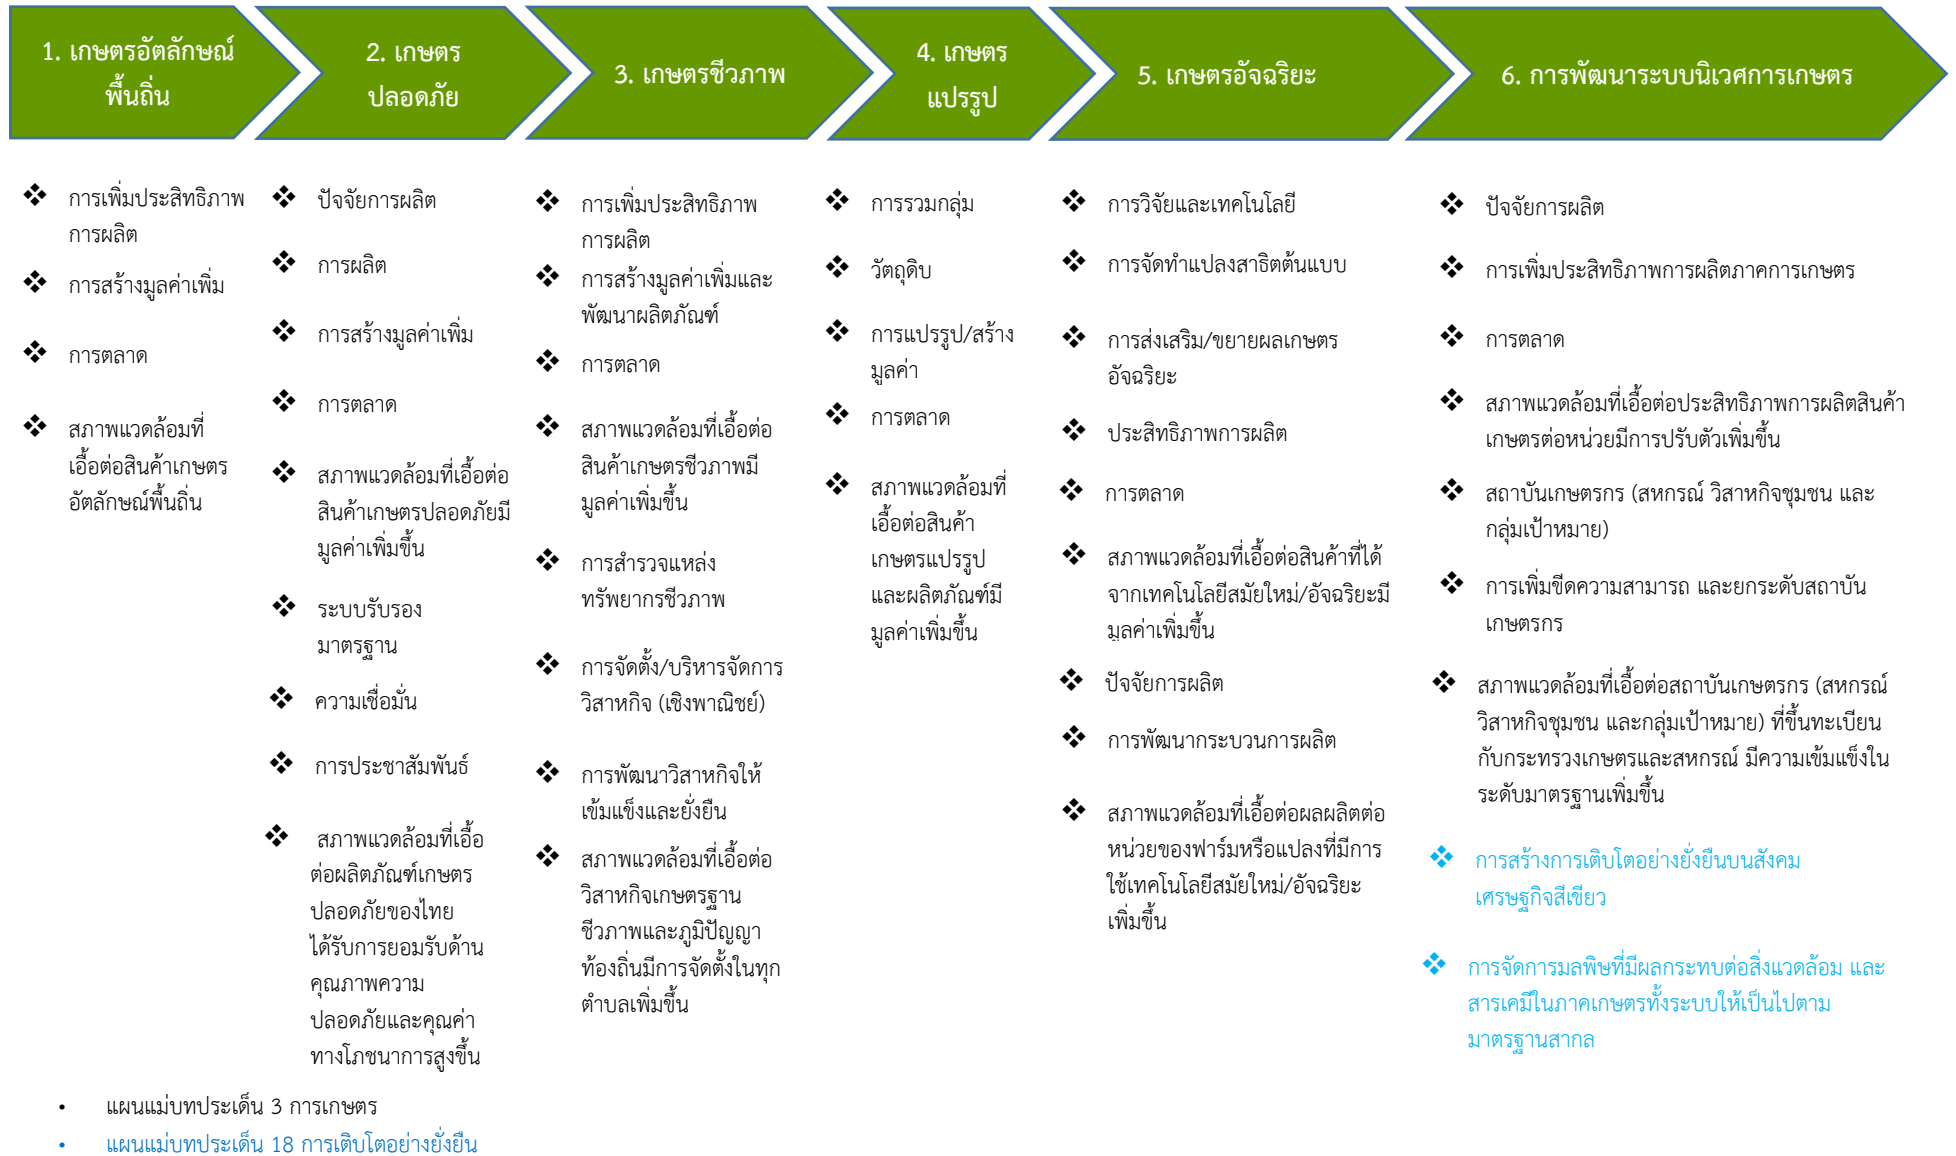 1. เกษตรอัตลักษณ์
พื้นถิ่น
2. เกษตร
ปลอดภัย
3. เกษตรชีวภาพ
4. เกษตร
แปรรูป
5. เกษตรอัจฉริยะ
6. การพัฒนาระบบนิเวศการเกษตร
❖ การเพิ่มประสิทธิภาพ
การผลิต
❖ การสร้างมูลค่าเพิ่ม
❖ การตลาด
❖ สภาพแวดล้อมที่
เอื้อต่อสินค้าเกษตร
อัตลักษณ์พื้นถิ่น
❖ ปัจจัยการผลิต
❖ การผลิต
❖ การสร้างมูลค่าเพิ่ม
❖ การตลาด
❖ สภาพแวดล้อมที่เอื้อต่อ
สินค้าเกษตรปลอดภัยมี
มูลค่าเพิ่มขึ้น
❖ ระบบรับรอง
มาตรฐาน
❖ ความเชื่อมั่น
❖ การประชาสัมพันธ์
❖ สภาพแวดล้อมที่เอื้อ
ต่อผลิตภัณฑ์เกษตร
ปลอดภัยของไทย
ได้รับการยอมรับด้าน
คุณภาพความ
ปลอดภัยและคุณค่า
ทางโภชนาการสูงขึ้น
❖ การเพิ่มประสิทธิภาพ
การผลิต
❖ การสร้างมูลค่าเพิ่มและ
พัฒนาผลิตภัณฑ์
❖ การตลาด
❖ สภาพแวดล้อมที่เอื้อต่อ
สินค้าเกษตรชีวภาพมี
มูลค่าเพิ่มขึ้น
❖ การสำรวจแหล่ง
ทรัพยากรชีวภาพ
❖ การจัดตั้ง/บริหารจัดการ
วิสาหกิจ (เชิงพาณิชย์)
❖ การพัฒนาวิสาหกิจให้
เข้มแข็งและยั่งยืน
❖ สภาพแวดล้อมที่เอื้อต่อ
วิสาหกิจเกษตรฐาน
ชีวภาพและภูมิปัญญา
ท้องถิ่นมีการจัดตั้งในทุก
ตำบลเพิ่มขึ้น
❖ การรวมกลุ่ม
❖ วัตถุดิบ
❖ การแปรรูป/สร้าง
มูลค่า
❖ การตลาด
❖ สภาพแวดล้อมที่
เอื้อต่อสินค้า
เกษตรแปรรูป
และผลิตภัณฑ์มี
มูลค่าเพิ่มขึ้น
❖ การวิจัยและเทคโนโลยี
❖ การจัดทำแปลงสาธิตต้นแบบ
❖ การส่งเสริม/ขยายผลเกษตร
อัจฉริยะ
❖ ประสิทธิภาพการผลิต
❖ การตลาด
❖ สภาพแวดล้อมที่เอื้อต่อสินค้าที่ได้
จากเทคโนโลยีสมัยใหม่/อัจฉริยะมี
มูลค่าเพิ่มขึ้น
❖ ปัจจัยการผลิต
❖ การพัฒนากระบวนการผลิต
❖ สภาพแวดล้อมที่เอื้อต่อผลผลิตต่อ
หน่วยของฟาร์มหรือแปลงที่มีการ
ใช้เทคโนโลยีสมัยใหม่/อัจฉริยะ
เพิ่มขึ้น
❖ ปัจจัยการผลิต
❖ การเพิ่มประสิทธิภาพการผลิตภาคการเกษตร
❖ การตลาด
❖ สภาพแวดล้อมที่เอื้อต่อประสิทธิภาพการผลิตสินค้า
เกษตรต่อหน่วยมีการปรับตัวเพิ่มขึ้น
❖ สถาบันเกษตรกร (สหกรณ์ วิสาหกิจชุมชน และ
กลุ่มเป้าหมาย)
❖ การเพิ่มขีดความสามารถ และยกระดับสถาบัน
เกษตรกร
❖ สภาพแวดล้อมที่เอื้อต่อสถาบันเกษตรกร (สหกรณ์
วิสาหกิจชุมชน และกลุ่มเป้าหมาย) ที่ขึ้นทะเบียน
กับกระทรวงเกษตรและสหกรณ์ มีความเข้มแข็งใน
ระดับมาตรฐานเพิ่มขึ้น
❖ การสร้างการเติบโตอย่างยั่งยืนบนสังคม
เศรษฐกิจสีเขียว
❖ การจัดการมลพิษที่มีผลกระทบต่อสิ่งแวดล้อม และ
สารเคมีในภาคเกษตรทั้งระบบให้เป็นไปตาม
มาตรฐานสากล
• แผนแม่บทประเด็น 3 การเกษตร
• แผนแม่บทประเด็น 18 การเติบโตอย่างยั่งยืน